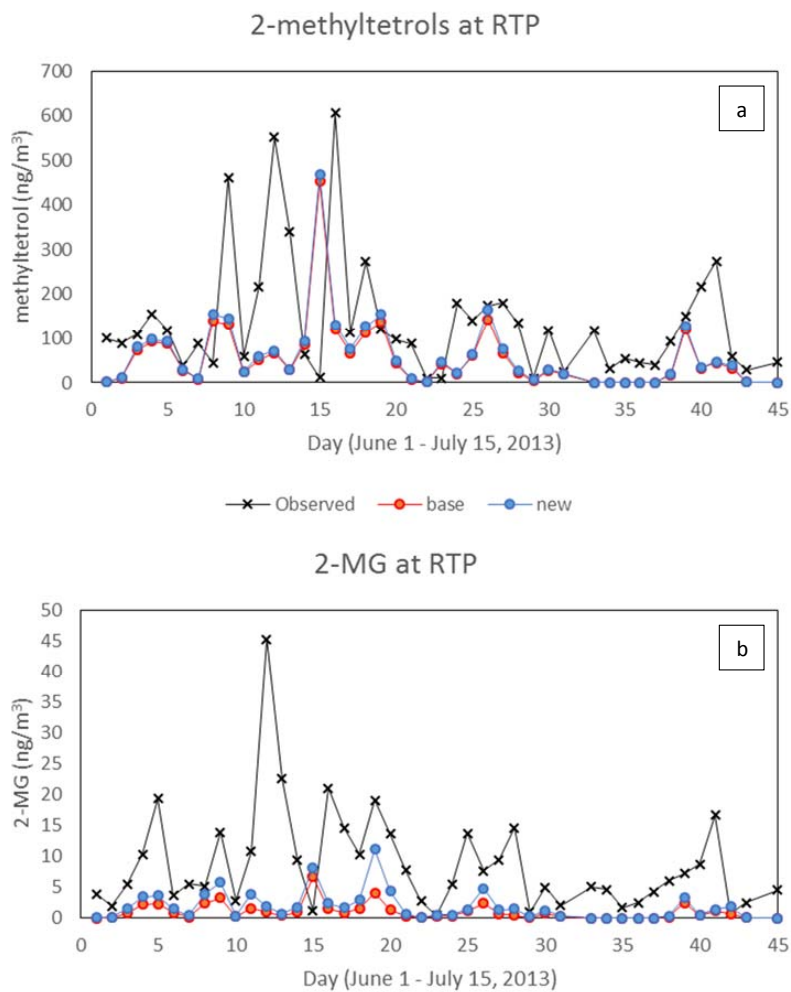 2-methyltetrols at RTP
700
600
500
400
300
200
100
0
methyltetrol (ng/m³)
a
0 5 10 15 20 25 30 35 40 45
Day (June 1 - July 15, 2013)
Observed base new
2-MG at RTP
50
45
40
35
30
25
20
15
10
5
0
2-MG (ng/m³)
b
0 5 10 15 20 25 30 35 40 45
Day (June 1 - July 15, 2013)